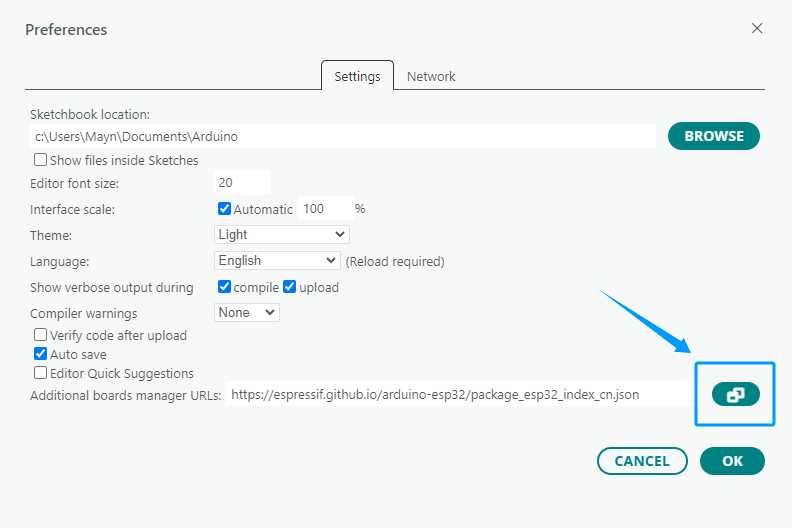 Preferences
Settings Network
Sketchbook location:
c:\Users\Mayn\Documents\Arduino BROWSE
Show files inside Sketches
Editor font size: 20
Interface scale: Automatic 100 %
Theme: Light
Language: English (Reload required)
Show verbose output during compile upload
Compiler warnings None
Verify code after upload
Auto save
Editor Quick Suggestions
Additional boards manager URLs: https://espressif.github.io/arduino-esp32/package_esp32_index_cn.json
CANCEL OK